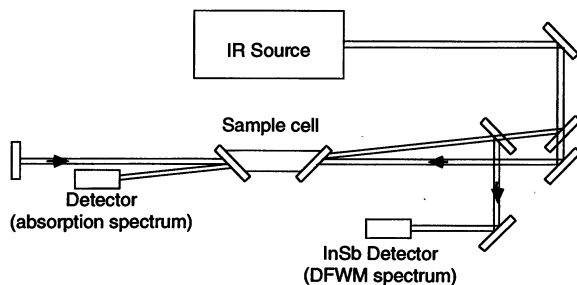 IR Source
Sample cell
Detector
(absorption spectrum)
InSb Detector
(DFWM spectrum)